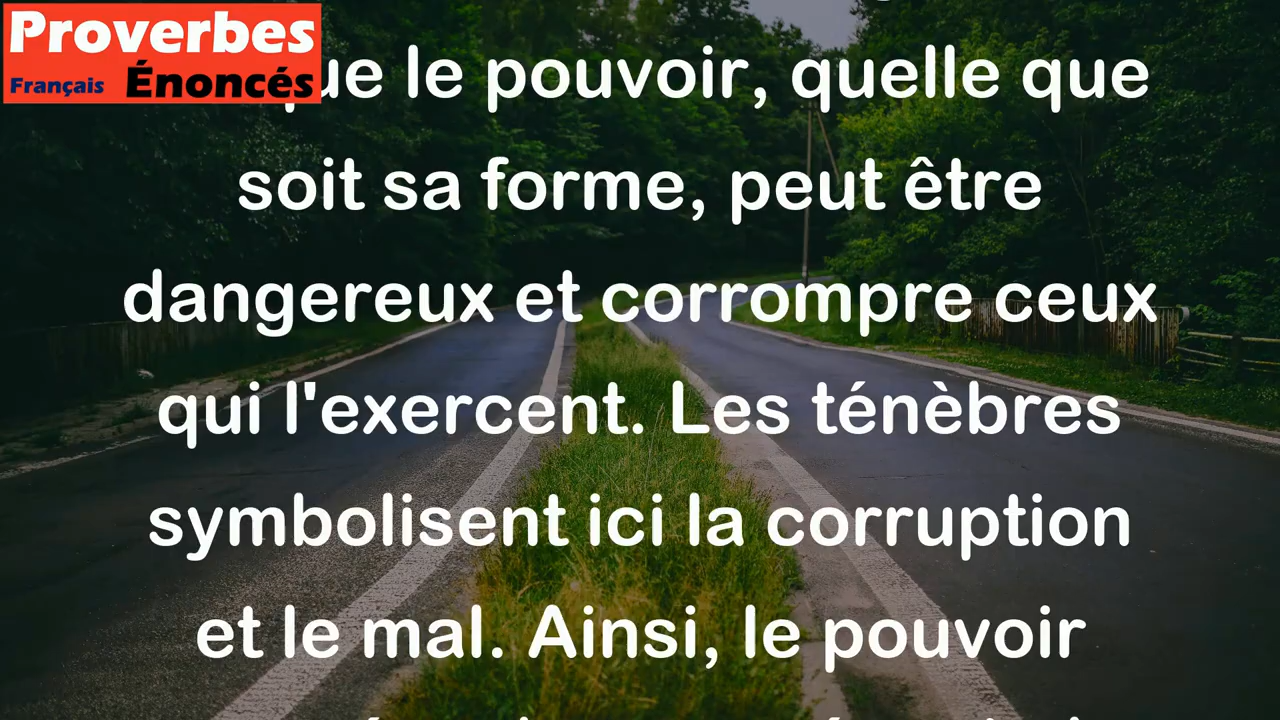 Proverbes
Français Énoncés
que le pouvoir, quelle que
soit sa forme, peut être
dangereux et corrompre ceux
qui l'exercent. Les ténèbres
symbolisent ici la corruption
et le mal. Ainsi, le pouvoir